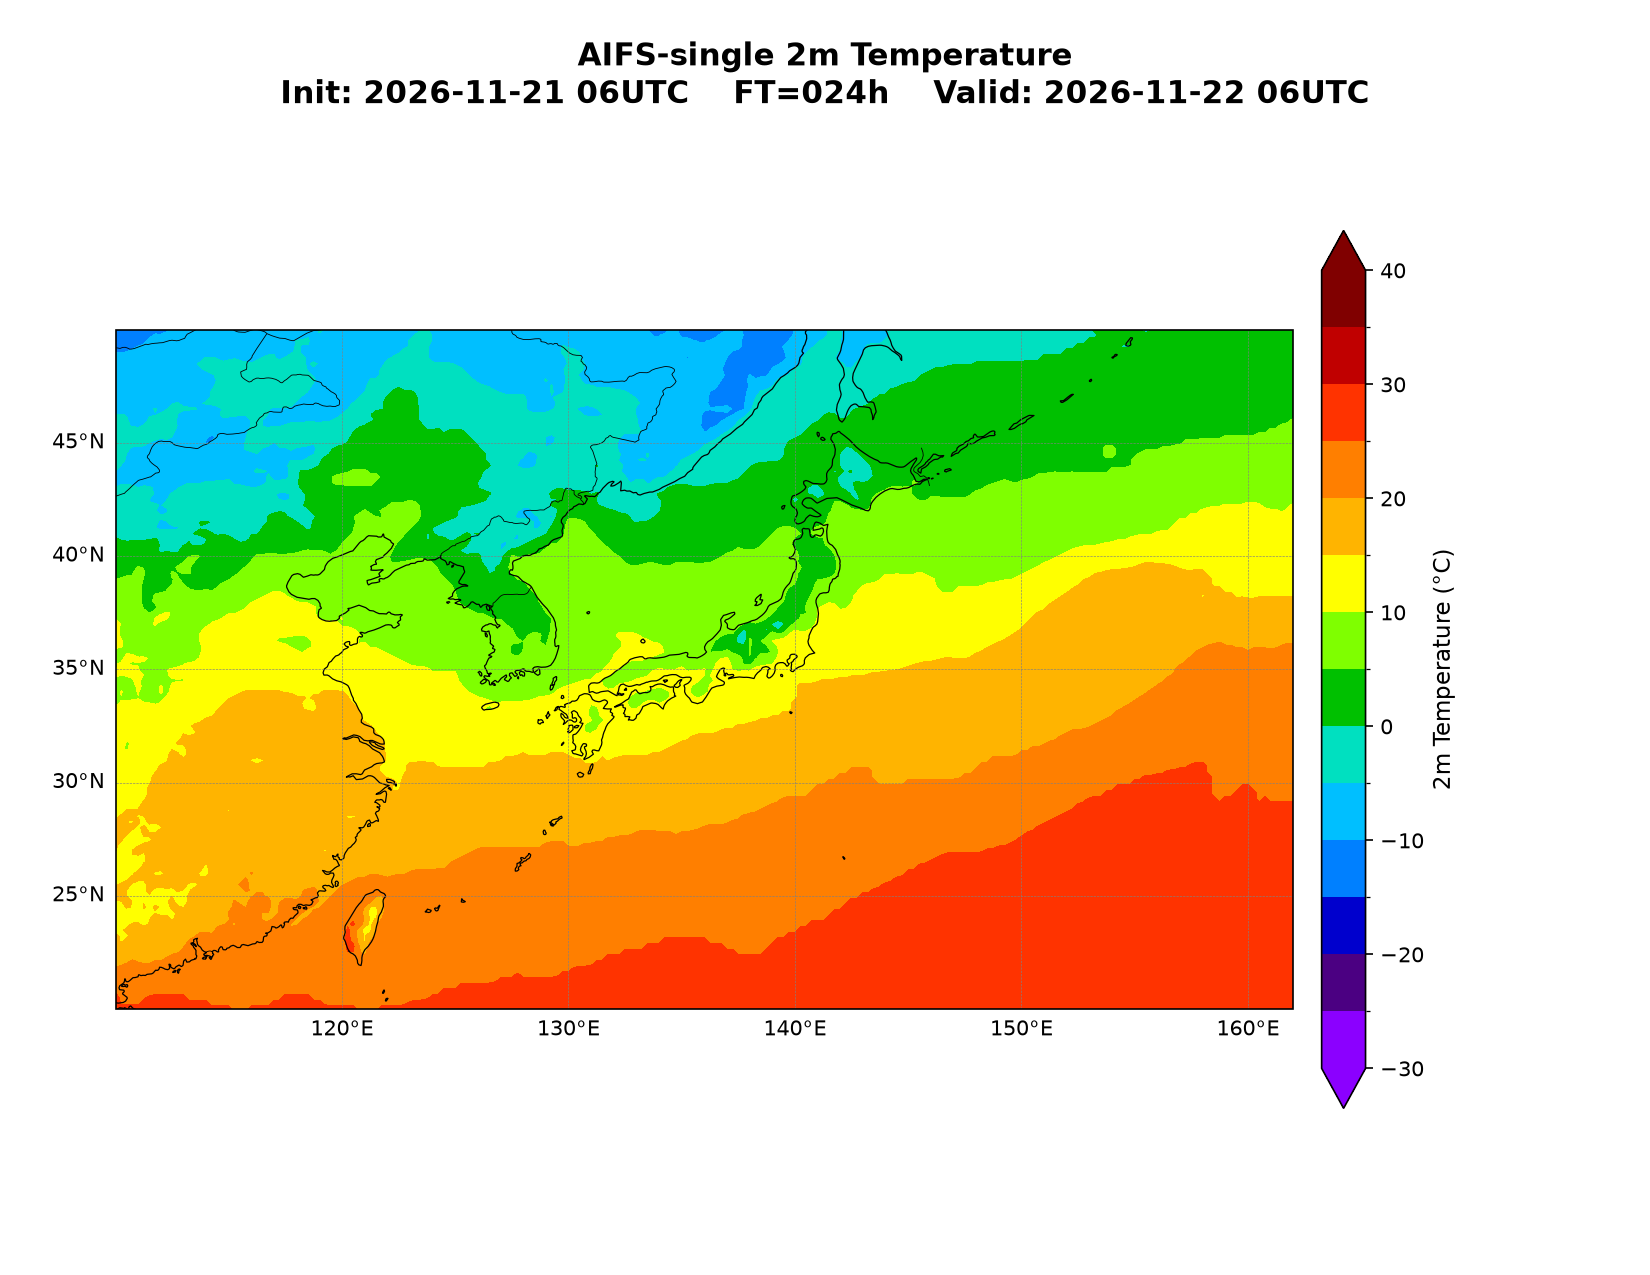 AIFS-single 2m Temperature
Init: 2026-11-21 06UTC    FT=024h    Valid: 2026-11-22 06UTC
45°N
40°N
35°N
30°N
25°N
120°E
130°E
140°E
150°E
160°E
40
30
20
10
0
−10
−20
−30
2m Temperature (°C)